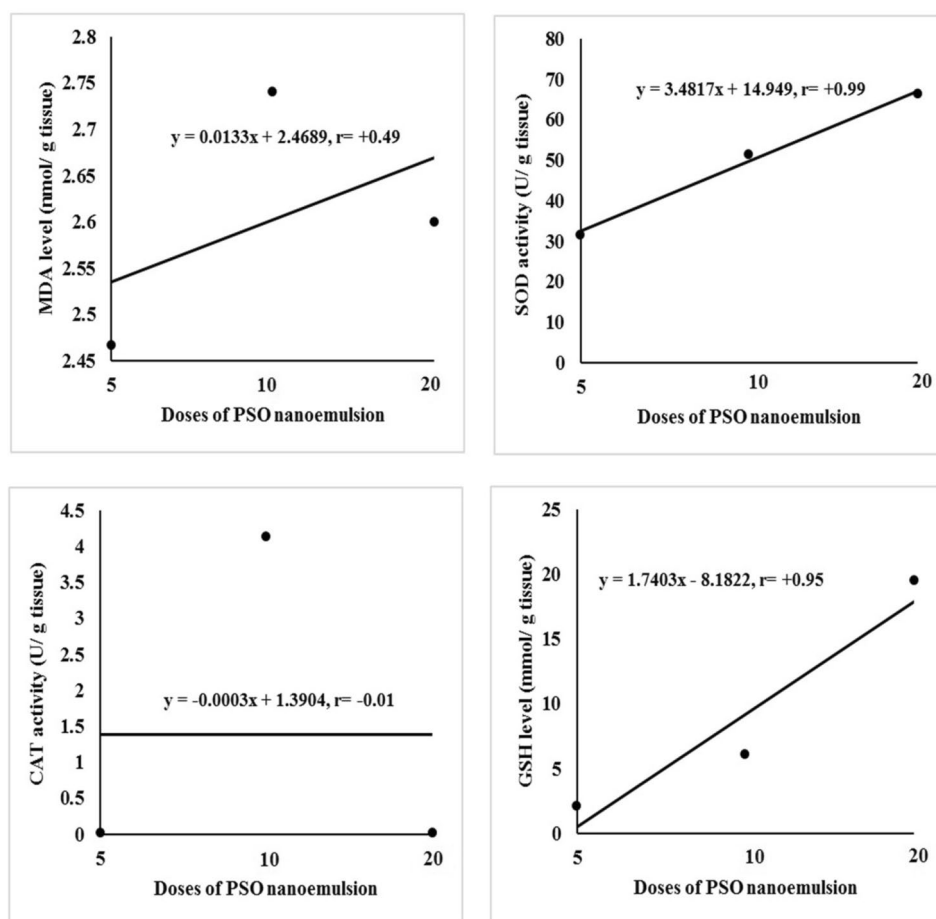 MDA level (nmol/ g tissue)
2.8
2.75
2.7
2.65
2.6
2.55
2.5
2.45
y = 0.0133x + 2.4689, r= +0.49
5 10 20
Doses of PSO nanoemulsion
SOD activity (U/ g tissue)
80
70
60
50
40
30
20
10
0
y = 3.4817x + 14.949, r= +0.99
5 10 20
Doses of PSO nanoemulsion
CAT activity (U/ g tissue)
4.5
4
3.5
3
2.5
2
1.5
1
0.5
0
y = -0.0003x + 1.3904, r= -0.01
5 10 20
Doses of PSO nanoemulsion
GSH level (mmol/ g tissue)
25
20
15
10
5
0
y = 1.7403x - 8.1822, r= +0.95
5 10 20
Doses of PSO nanoemulsion